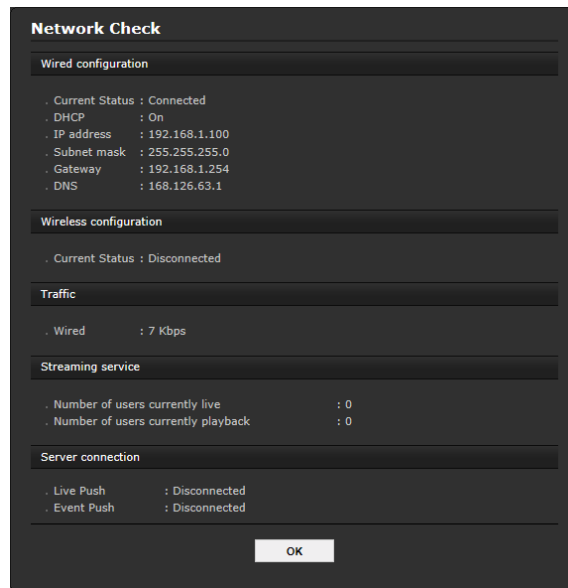 Network Check
Wired configuration
. Current Status : Connected
. DHCP : On
. IP address : 192.168.1.100
. Subnet mask : 255.255.255.0
. Gateway : 192.168.1.254
. DNS : 168.126.63.1
Wireless configuration
. Current Status : Disconnected
Traffic
. Wired : 7 Kbps
Streaming service
. Number of users currently live : 0
. Number of users currently playback : 0
Server connection
. Live Push : Disconnected
. Event Push : Disconnected
OK